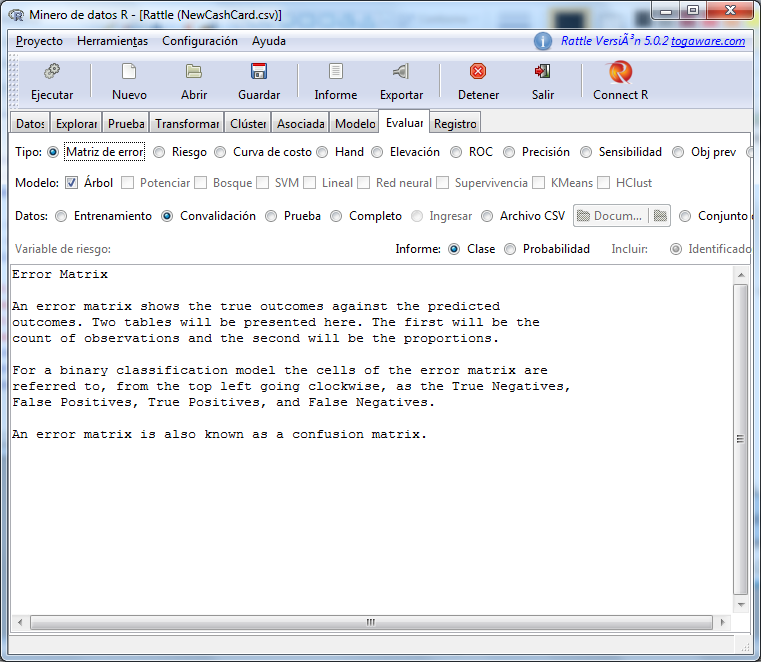 Minero de datos R - [Rattle (NewCashCard.csv)]
Proyecto Herramientas Configuración Ayuda Rattle VersiÃ³n 5.0.2 togaware.com
Ejecutar Nuevo Abrir Guardar Informe Exportar Detener Salir Connect R
Datos Explorar Prueba Transformar Clúster Asociada Modelo Evaluar Registro
Tipo: Matriz de error Riesgo Curva de costo Hand Elevación ROC Precisión Sensibilidad Obj prev
Modelo: Árbol Potenciar Bosque SVM Lineal Red neural Supervivencia KMeans HClust
Datos: Entrenamiento Convalidación Prueba Completo Ingresar Archivo CSV Docum... Conjunto
Variable de riesgo: Informe: Clase Probabilidad Incluir: Identificado
Error Matrix
An error matrix shows the true outcomes against the predicted
outcomes. Two tables will be presented here. The first will be the
count of observations and the second will be the proportions.
For a binary classification model the cells of the error matrix are
referred to, from the top left going clockwise, as the True Negatives,
False Positives, True Positives, and False Negatives.
An error matrix is also known as a confusion matrix.